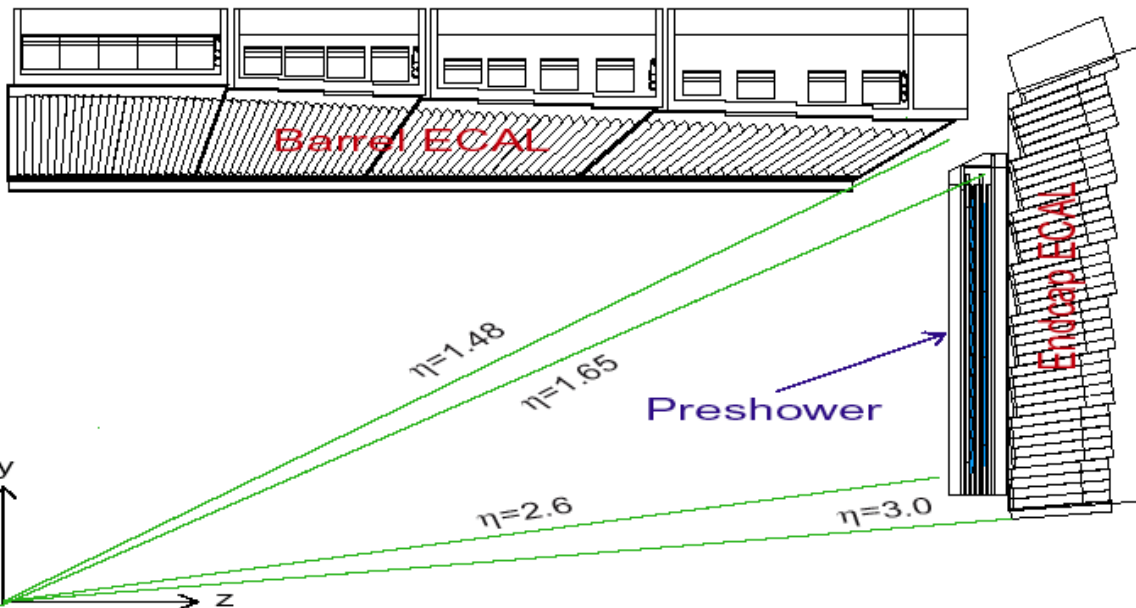 Barrel ECAL
Endcap ECAL
η=1.48
η=1.65
Preshower
y
η=2.6
η=3.0
z